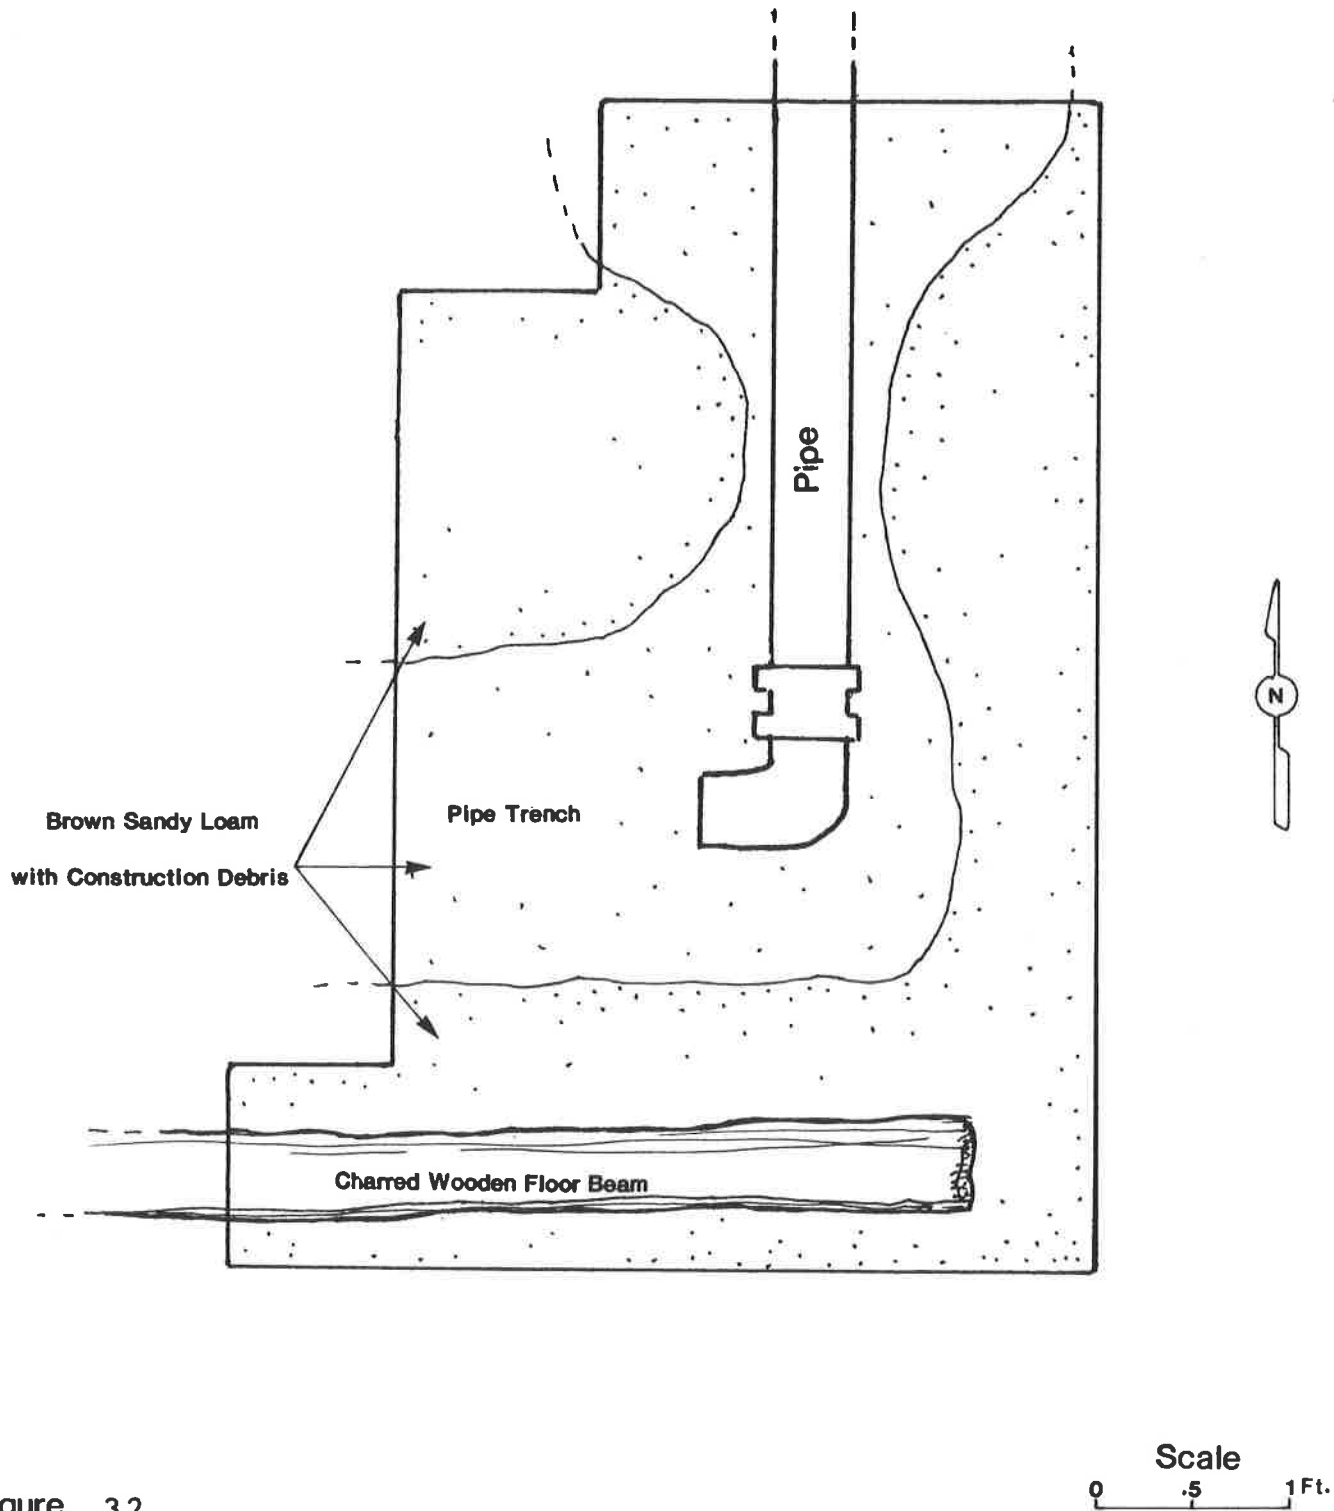 Pipe
N
Pipe Trench
Brown Sandy Loam
with Construction Debris
Charred Wooden Floor Beam
Scale
0 .5 1 Ft.
3.2